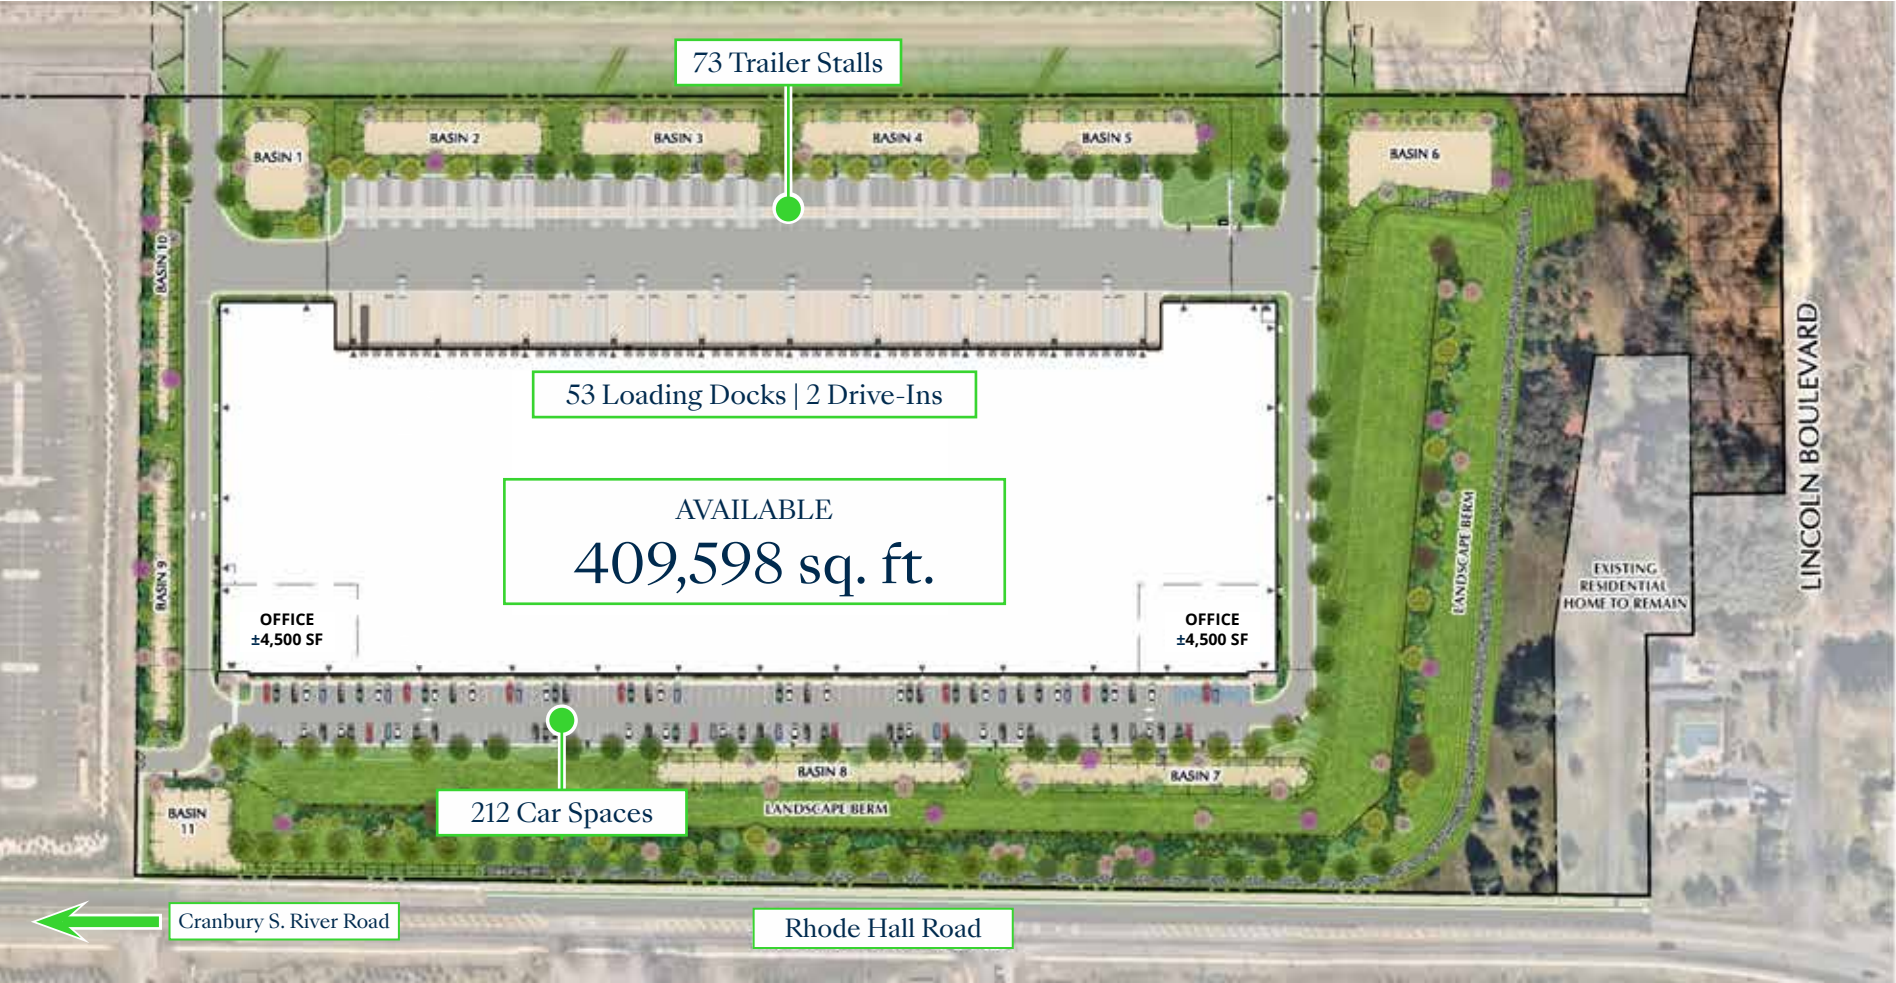 73 Trailer Stalls
BASIN 1
BASIN 2
BASIN 3
BASIN 4
BASIN 5
BASIN 6
BASIN 10
53 Loading Docks | 2 Drive-Ins
AVAILABLE
409,598 sq. ft.
LINCOLN BOULEVARD
LANDSCAPE BERM
BASIN 9
EXISTING
RESIDENTIAL
HOME TO REMAIN
OFFICE
±4,500 SF
OFFICE
±4,500 SF
BASIN 8
BASIN 7
212 Car Spaces
LANDSCAPE BERM
BASIN
11
Cranbury S. River Road
Rhode Hall Road